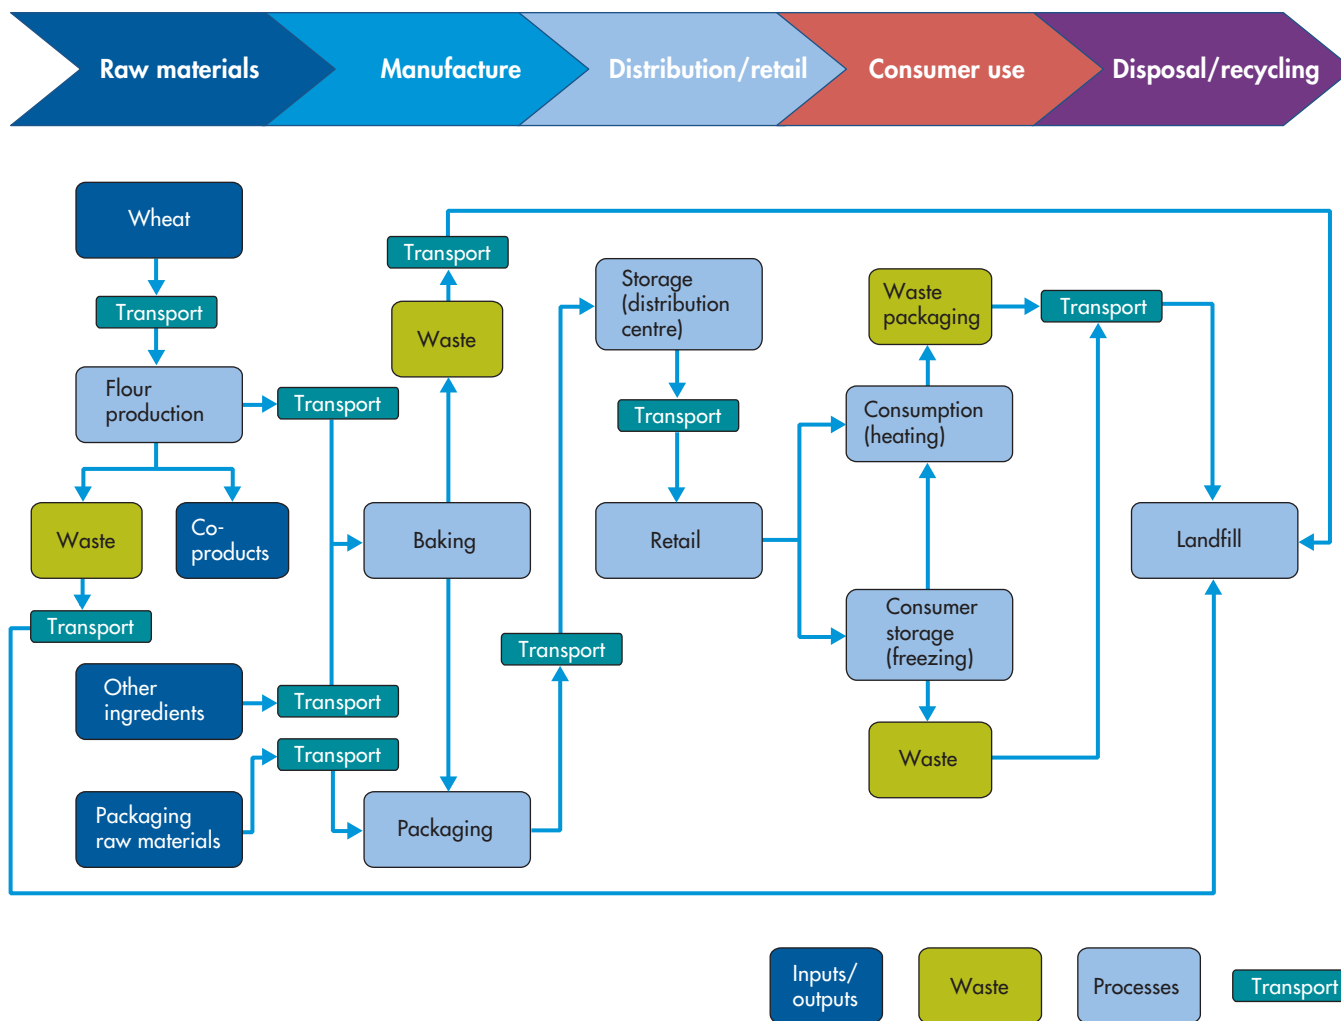 Raw materials
Manufacture
Distribution/retail
Consumer use
Disposal/recycling
Wheat
Transport
Flour
production
Transport
Waste
Co-
products
Transport
Other
ingredients
Transport
Packaging
raw materials
Transport
Transport
Waste
Baking
Packaging
Transport
Storage
(distribution
centre)
Transport
Retail
Waste
packaging
Transport
Consumption
(heating)
Consumer
storage
(freezing)
Waste
Landfill
Inputs/
outputs
Waste
Processes
Transport